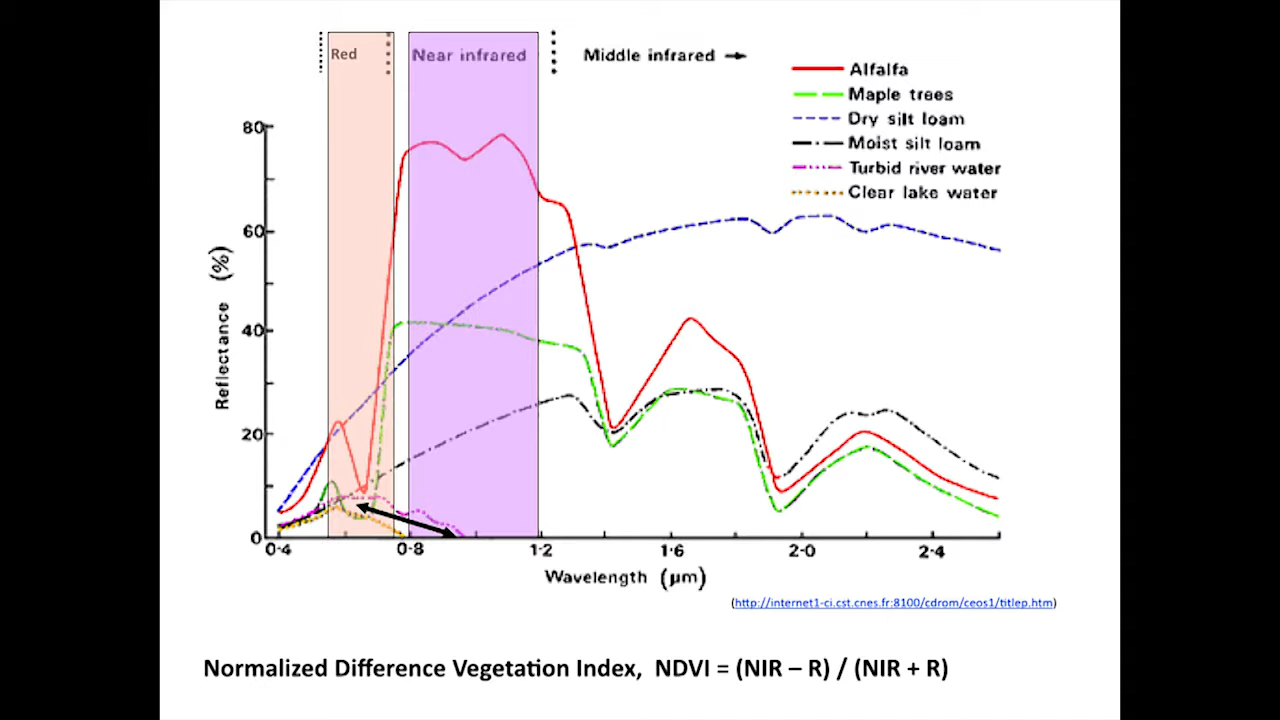 Red
Near infrared
Middle infrared
Alfalfa
Maple trees
Dry silt loam
Moist silt loam
Turbid river water
Clear lake water
80
60
40
20
0
Reflectance (%)
0·4 0·8 1·2 1·6 2·0 2·4
Wavelength (µm)
(http://internet1-ci.cst.cnes.fr:8100/cdrom/ceos1/titlep.htm)
Normalized Difference Vegetation Index, NDVI = (NIR – R) / (NIR + R)